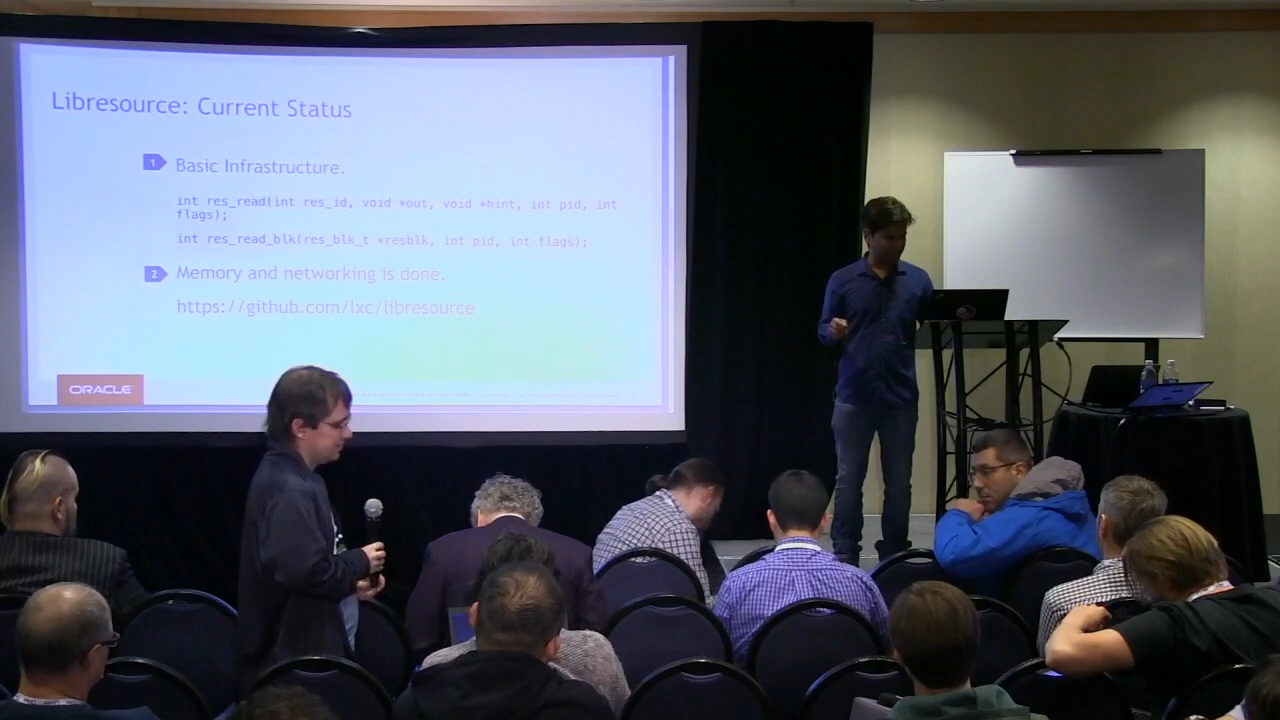 Libresource: Current Status
1 Basic Infrastructure.
int res_read(int res_id, void *out, void *hint, int pid, int
flags);
int res_read_blk(res_blk_t *resblk, int pid, int flags);
2 Memory and networking is done.
https://github.com/lxc/libresource
ORACLE